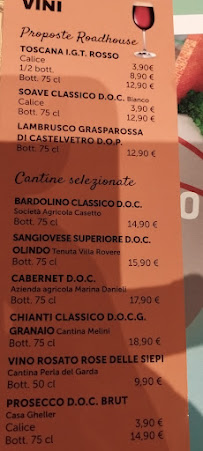 VINI
Proposte Roadhouse
TOSCANA I.G.T. ROSSO
Calice 3,90€
1/2 bott. 8,90 €
Bott. 75 cl 12,90 €
SOAVE CLASSICO D.O.C. Bianco
Calice 3,90 €
Bott. 75 cl 12,90 €
LAMBRUSCO GRASPAROSSA
DI CASTELVETRO D.O.P.
Bott. 75 cl 12,90 €
Cantine selezionate
BARDOLINO CLASSICO D.O.C.
Società Agricola Casetto
Bott. 75 cl 14,90 €
SANGIOVESE SUPERIORE D.O.C.
OLINDO Tenuta Villa Rovere
Bott. 75 cl 15,90 €
CABERNET D.O.C.
Azienda agricola Marina Danieli
Bott. 75 cl 17,90 €
CHIANTI CLASSICO D.O.C.G.
GRANAIO Cantina Melini
Bott. 75 cl 18,90 €
VINO ROSATO ROSE DELLE SIEPI
Cantina Perla del Garda
Bott. 50 cl 9,90 €
PROSECCO D.O.C. BRUT
Casa Gheller
Calice 3,90 €
Bott. 75 cl 14,90 €